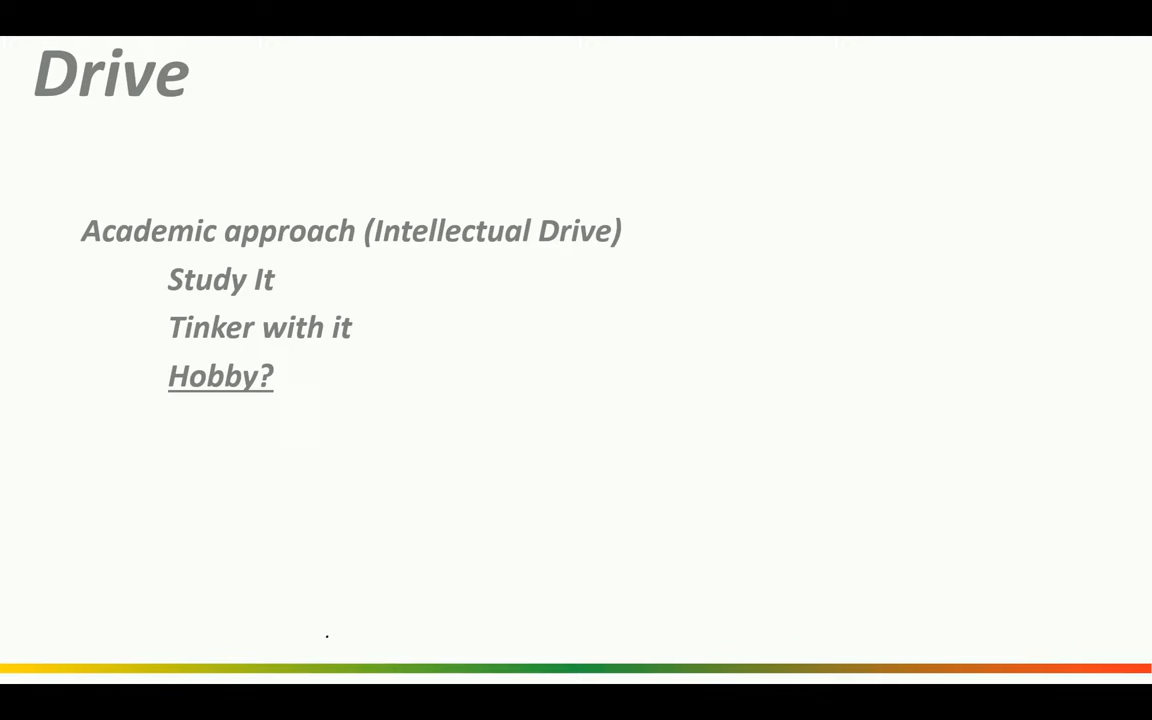 Drive
Academic approach (Intellectual Drive)
Study It
Tinker with it
Hobby?
.